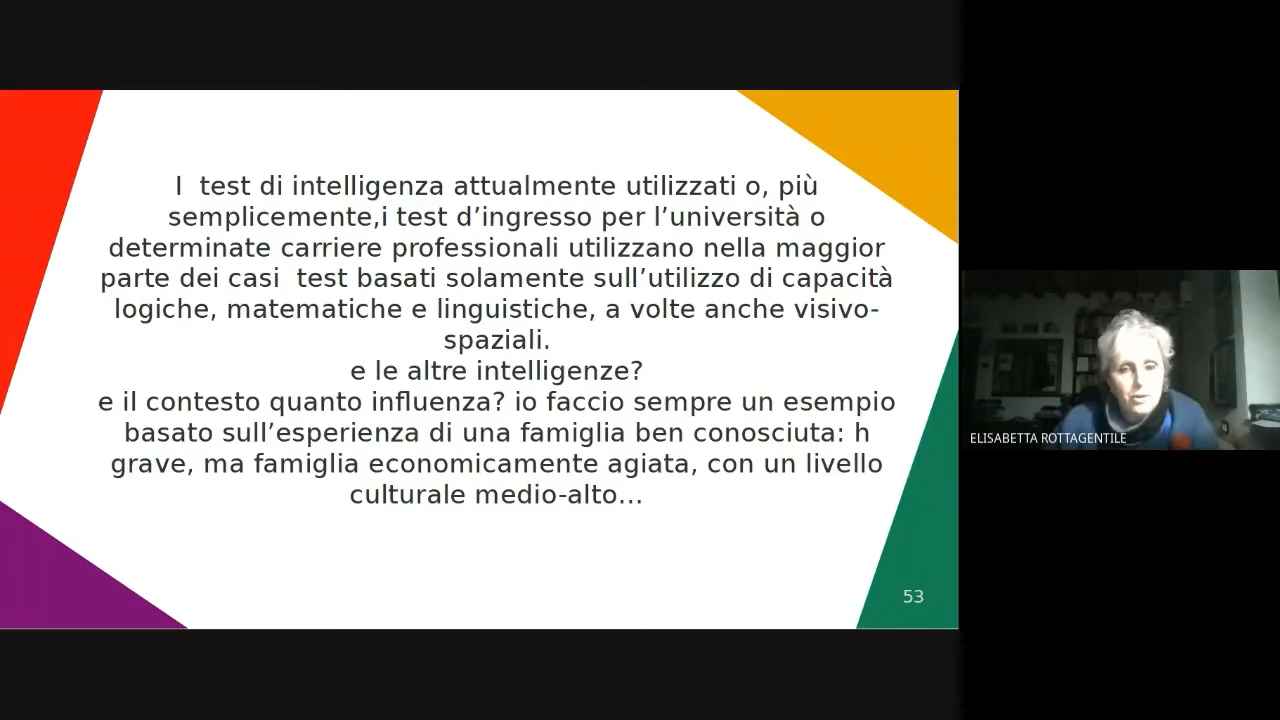 I  test di intelligenza attualmente utilizzati o, più
semplicemente,i test d’ingresso per l’università o
determinate carriere professionali utilizzano nella maggior
parte dei casi  test basati solamente sull’utilizzo di capacità
logiche, matematiche e linguistiche, a volte anche visivo-
spaziali.
e le altre intelligenze?
e il contesto quanto influenza? io faccio sempre un esempio
basato sull’esperienza di una famiglia ben conosciuta: h
grave, ma famiglia economicamente agiata, con un livello
culturale medio-alto...
53
ELISABETTA ROTTAGENTILE